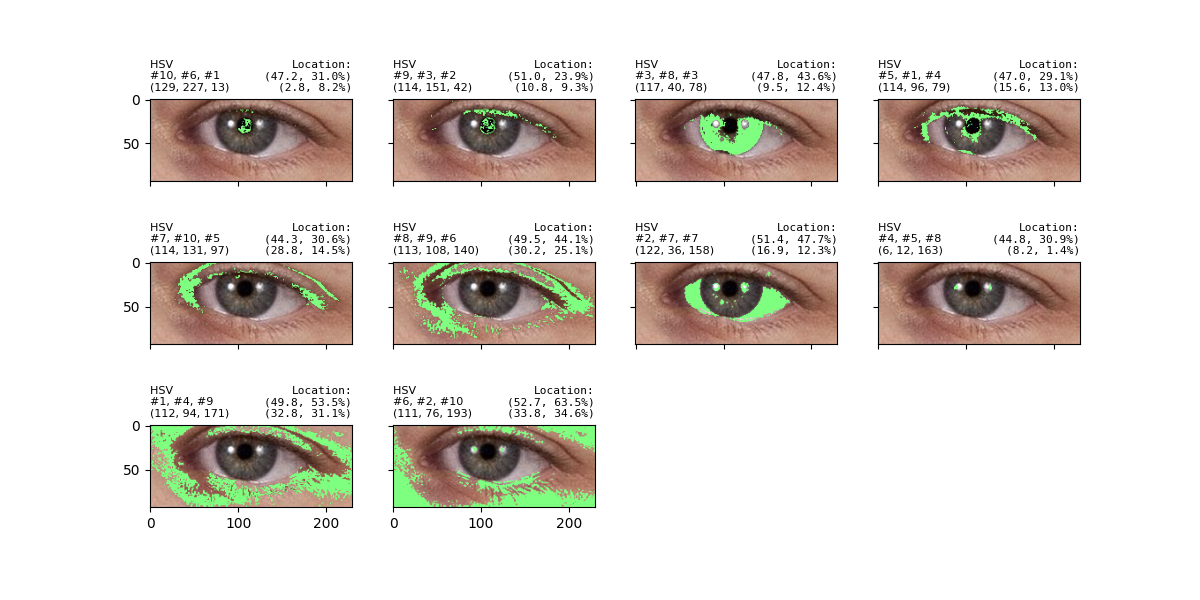 HSV Location:
#10, #6, #1 (47.2, 31.0%)
(129, 227, 13) (2.8, 8.2%)
HSV Location:
#9, #3, #2 (51.0, 23.9%)
(114, 151, 42) (10.8, 9.3%)
HSV Location:
#3, #8, #3 (47.8, 43.6%)
(117, 40, 78) (9.5, 12.4%)
HSV Location:
#5, #1, #4 (47.0, 29.1%)
(114, 96, 79) (15.6, 13.0%)
0
50
HSV Location:
#7, #10, #5 (44.3, 30.6%)
(114, 131, 97) (28.8, 14.5%)
HSV Location:
#8, #9, #6 (49.5, 44.1%)
(113, 108, 140) (30.2, 25.1%)
HSV Location:
#2, #7, #7 (51.4, 47.7%)
(122, 36, 158) (16.9, 12.3%)
HSV Location:
#4, #5, #8 (44.8, 30.9%)
(6, 12, 163) (8.2, 1.4%)
0
50
HSV Location:
#1, #4, #9 (49.8, 53.5%)
(112, 94, 171) (32.8, 31.1%)
HSV Location:
#6, #2, #10 (52.7, 63.5%)
(111, 76, 193) (33.8, 34.6%)
0
50
0 100 200
0 100 200